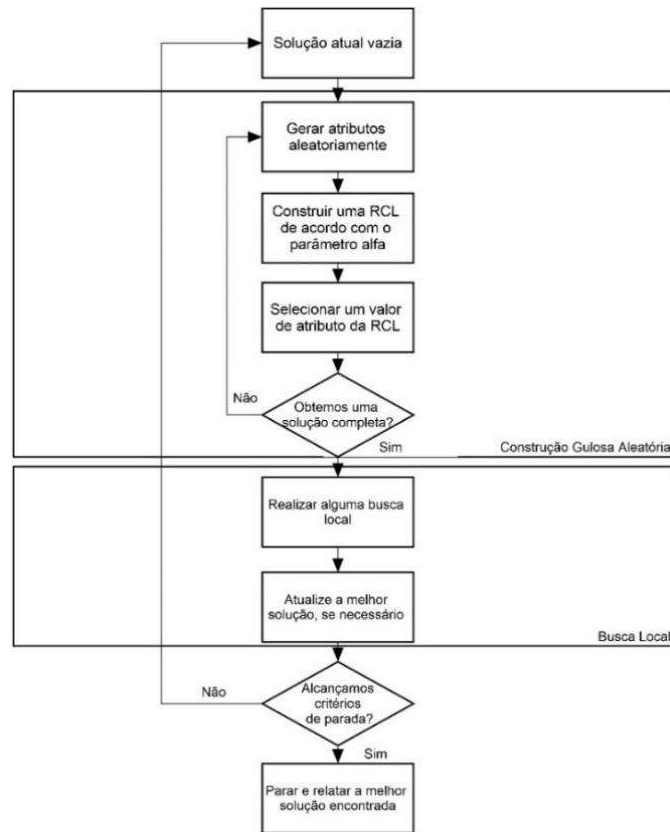 Solução atual vazia
Gerar atributos
aleatoriamente
Construir uma RCL
de acordo com o
parâmetro alfa
Selecionar um valor
de atributo da RCL
Não
Obtemos uma
solução completa?
Sim
Construção Gulosa Aleatória
Realizar alguma busca
local
Atualize a melhor
solução, se necessário
Busca Local
Não
Alcançamos
critérios
de parada?
Sim
Parar e relatar a melhor
solução encontrada